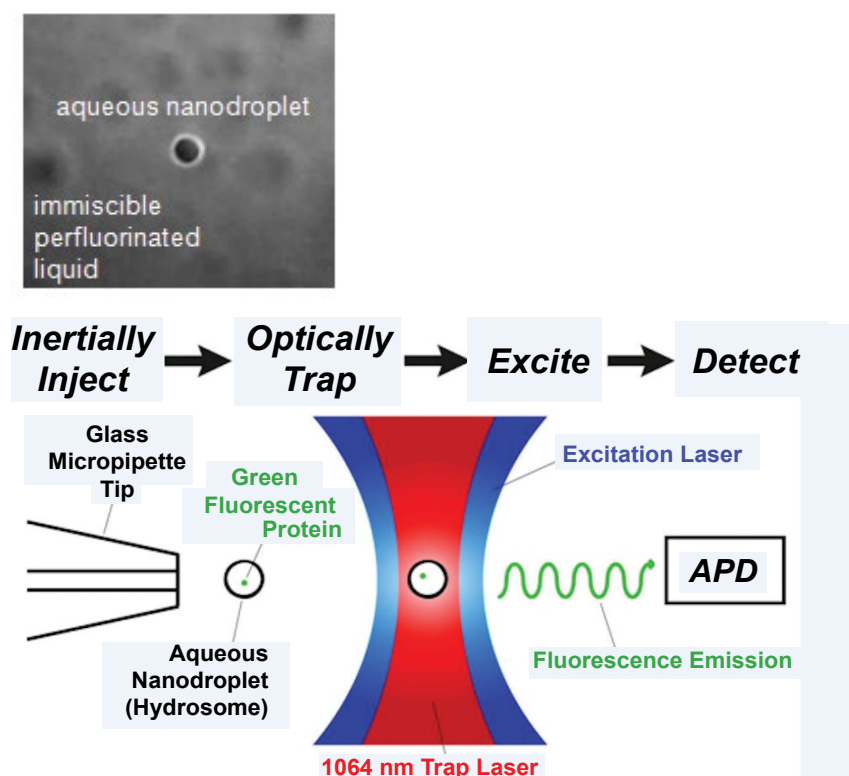 aqueous nanodroplet
immiscible
perfluorinated
liquid
Inertially
Inject
Optically
Trap
Excite
Detect
Glass
Micropipette
Tip
Green
Fluorescent
Protein
Excitation Laser
APD
Aqueous
Nanodroplet
(Hydrosome)
Fluorescence Emission
1064 nm Trap Laser